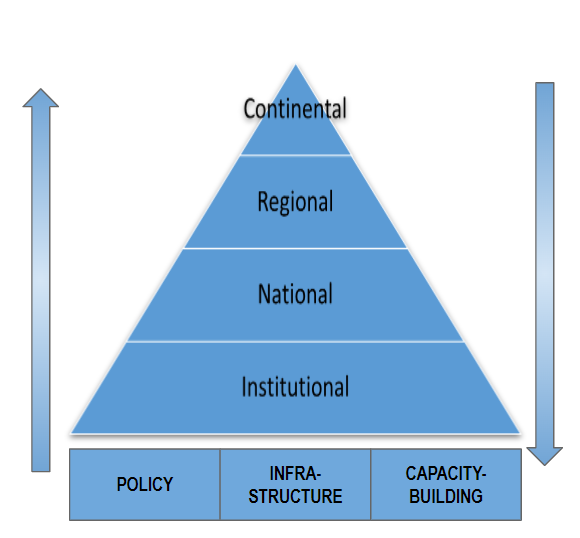 Continental
Regional
National
Institutional
POLICY
INFRA-
STRUCTURE
CAPACITY-
BUILDING